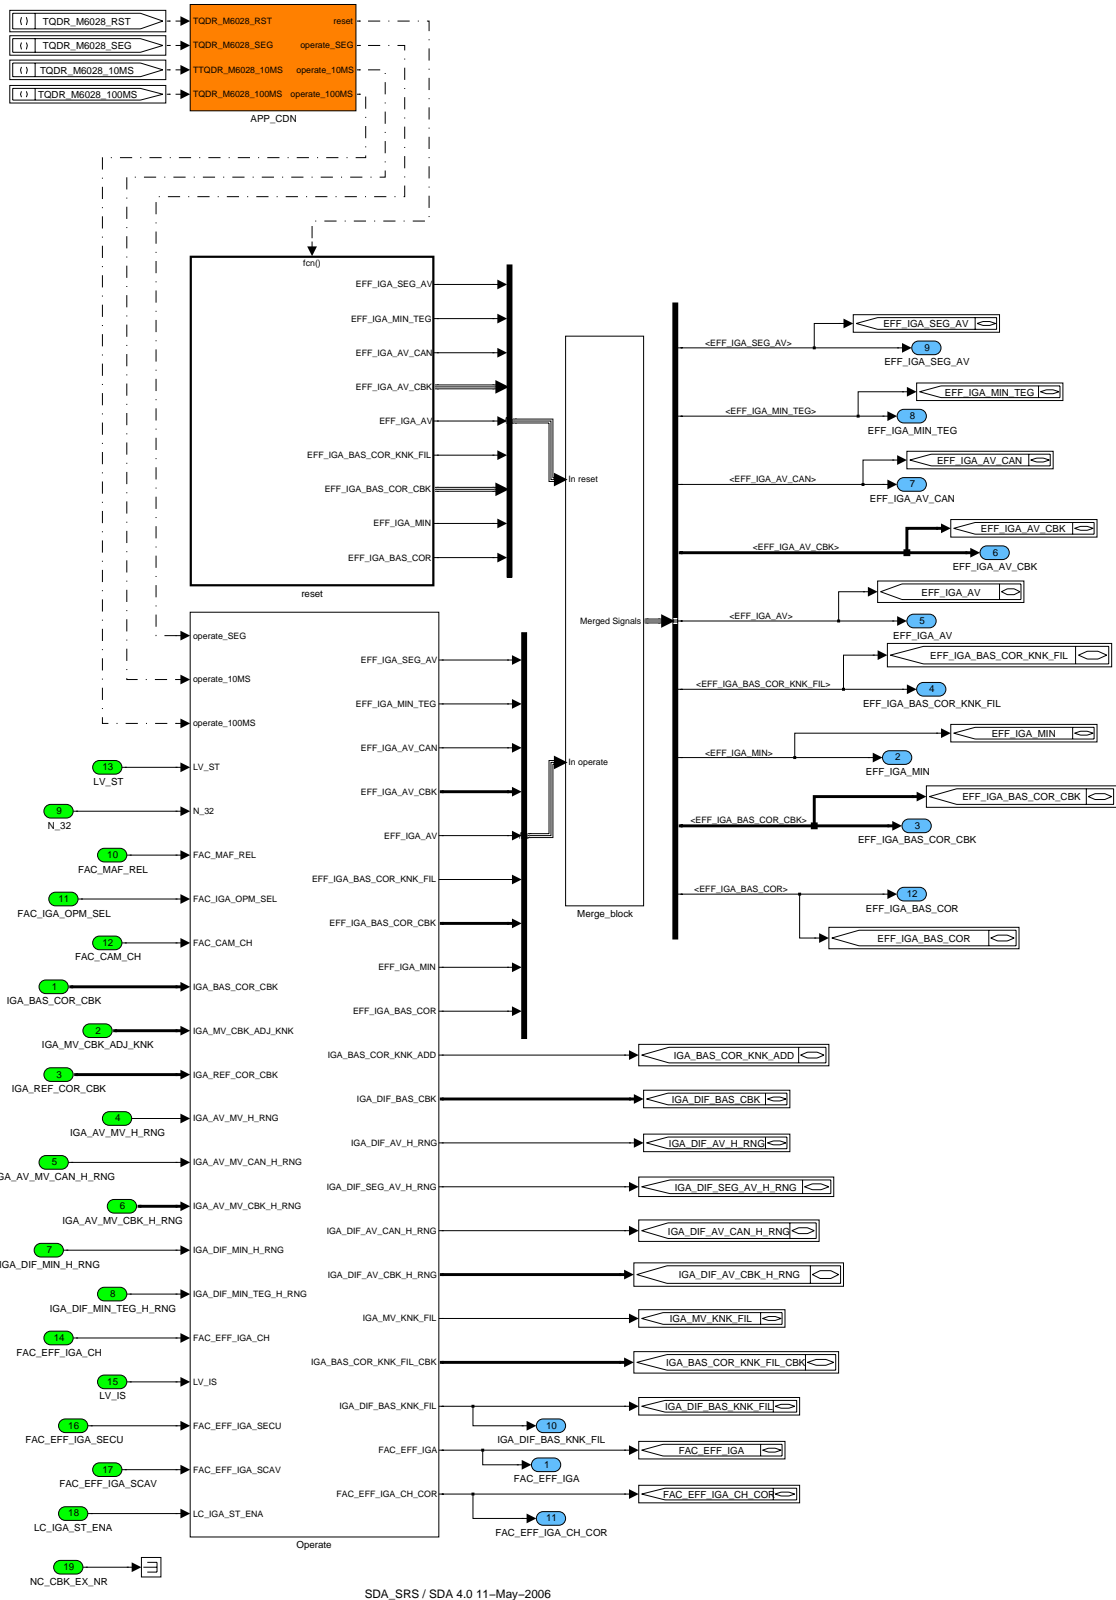 ( ) TQDR_M6028_RST
( ) TQDR_M6028_SEG
( ) TQDR_M6028_10MS
( ) TQDR_M6028_100MS
TQDR_M6028_RST reset
TQDR_M6028_SEG operate_SEG
TTQDR_M6028_10MS operate_10MS
TQDR_M6028_100MS operate_100MS
APP_CDN
fcn()
EFF_IGA_SEG_AV
EFF_IGA_MIN_TEG
EFF_IGA_AV_CAN
EFF_IGA_AV_CBK
EFF_IGA_AV
EFF_IGA_BAS_COR_KNK_FIL
EFF_IGA_BAS_COR_CBK
EFF_IGA_MIN
EFF_IGA_BAS_COR
reset
In reset
Merged Signals
In operate
Merge_block
<EFF_IGA_SEG_AV>
EFF_IGA_SEG_AV
9
EFF_IGA_SEG_AV
<EFF_IGA_MIN_TEG>
EFF_IGA_MIN_TEG
8
EFF_IGA_MIN_TEG
<EFF_IGA_AV_CAN>
EFF_IGA_AV_CAN
7
EFF_IGA_AV_CAN
<EFF_IGA_AV_CBK>
EFF_IGA_AV_CBK
6
EFF_IGA_AV_CBK
<EFF_IGA_AV>
EFF_IGA_AV
5
EFF_IGA_AV
<EFF_IGA_BAS_COR_KNK_FIL>
EFF_IGA_BAS_COR_KNK_FIL
4
EFF_IGA_BAS_COR_KNK_FIL
<EFF_IGA_MIN>
EFF_IGA_MIN
2
EFF_IGA_MIN
<EFF_IGA_BAS_COR_CBK>
EFF_IGA_BAS_COR_CBK
3
EFF_IGA_BAS_COR_CBK
<EFF_IGA_BAS_COR>
12
EFF_IGA_BAS_COR
EFF_IGA_BAS_COR
operate_SEG
operate_10MS
operate_100MS
13
LV_ST
LV_ST
9
N_32
N_32
10
FAC_MAF_REL
FAC_MAF_REL
11
FAC_IGA_OPM_SEL
FAC_IGA_OPM_SEL
12
FAC_CAM_CH
FAC_CAM_CH
1
IGA_BAS_COR_CBK
IGA_BAS_COR_CBK
2
IGA_MV_CBK_ADJ_KNK
IGA_MV_CBK_ADJ_KNK
3
IGA_REF_COR_CBK
IGA_REF_COR_CBK
4
IGA_AV_MV_H_RNG
IGA_AV_MV_H_RNG
5
GA_AV_MV_CAN_H_RNG
IGA_AV_MV_CAN_H_RNG
6
IGA_AV_MV_CBK_H_RNG
IGA_AV_MV_CBK_H_RNG
7
IGA_DIF_MIN_H_RNG
IGA_DIF_MIN_H_RNG
8
IGA_DIF_MIN_TEG_H_RNG
IGA_DIF_MIN_TEG_H_RNG
14
FAC_EFF_IGA_CH
FAC_EFF_IGA_CH
15
LV_IS
LV_IS
16
FAC_EFF_IGA_SECU
FAC_EFF_IGA_SECU
17
FAC_EFF_IGA_SCAV
FAC_EFF_IGA_SCAV
18
LC_IGA_ST_ENA
LC_IGA_ST_ENA
19
NC_CBK_EX_NR
EFF_IGA_SEG_AV
EFF_IGA_MIN_TEG
EFF_IGA_AV_CAN
EFF_IGA_AV_CBK
EFF_IGA_AV
EFF_IGA_BAS_COR_KNK_FIL
EFF_IGA_BAS_COR_CBK
EFF_IGA_MIN
EFF_IGA_BAS_COR
IGA_BAS_COR_KNK_ADD IGA_BAS_COR_KNK_ADD
IGA_DIF_BAS_CBK IGA_DIF_BAS_CBK
IGA_DIF_AV_H_RNG IGA_DIF_AV_H_RNG
IGA_DIF_SEG_AV_H_RNG IGA_DIF_SEG_AV_H_RNG
IGA_DIF_AV_CAN_H_RNG IGA_DIF_AV_CAN_H_RNG
IGA_DIF_AV_CBK_H_RNG IGA_DIF_AV_CBK_H_RNG
IGA_MV_KNK_FIL IGA_MV_KNK_FIL
IGA_BAS_COR_KNK_FIL_CBK IGA_BAS_COR_KNK_FIL_CBK
IGA_DIF_BAS_KNK_FIL IGA_DIF_BAS_KNK_FIL
10
IGA_DIF_BAS_KNK_FIL
FAC_EFF_IGA FAC_EFF_IGA
1
FAC_EFF_IGA
FAC_EFF_IGA_CH_COR FAC_EFF_IGA_CH_COR
11
FAC_EFF_IGA_CH_COR
Operate
SDA_SRS / SDA 4.0 11–May–2006